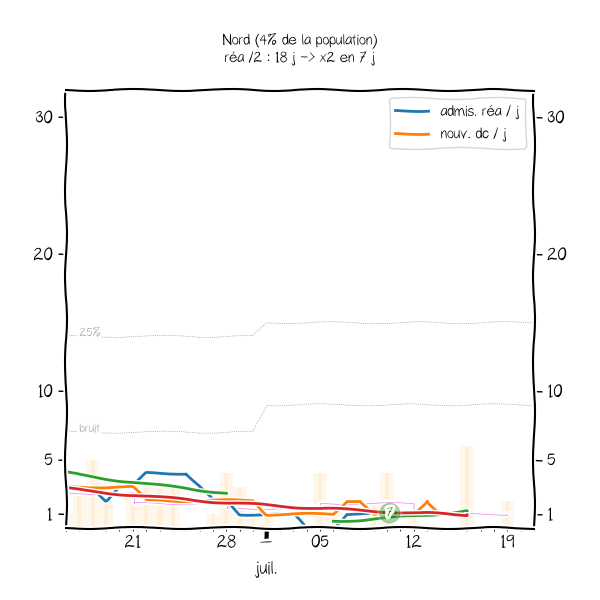 Nord (4% de la population)
réa /2 : 18 j -> x2 en 7 j
admis. réa / j
nouv. dc / j
30 30
20 20
25%
10 10
bruit
5 5
7
1 1
21 28 05 12 19
juil.